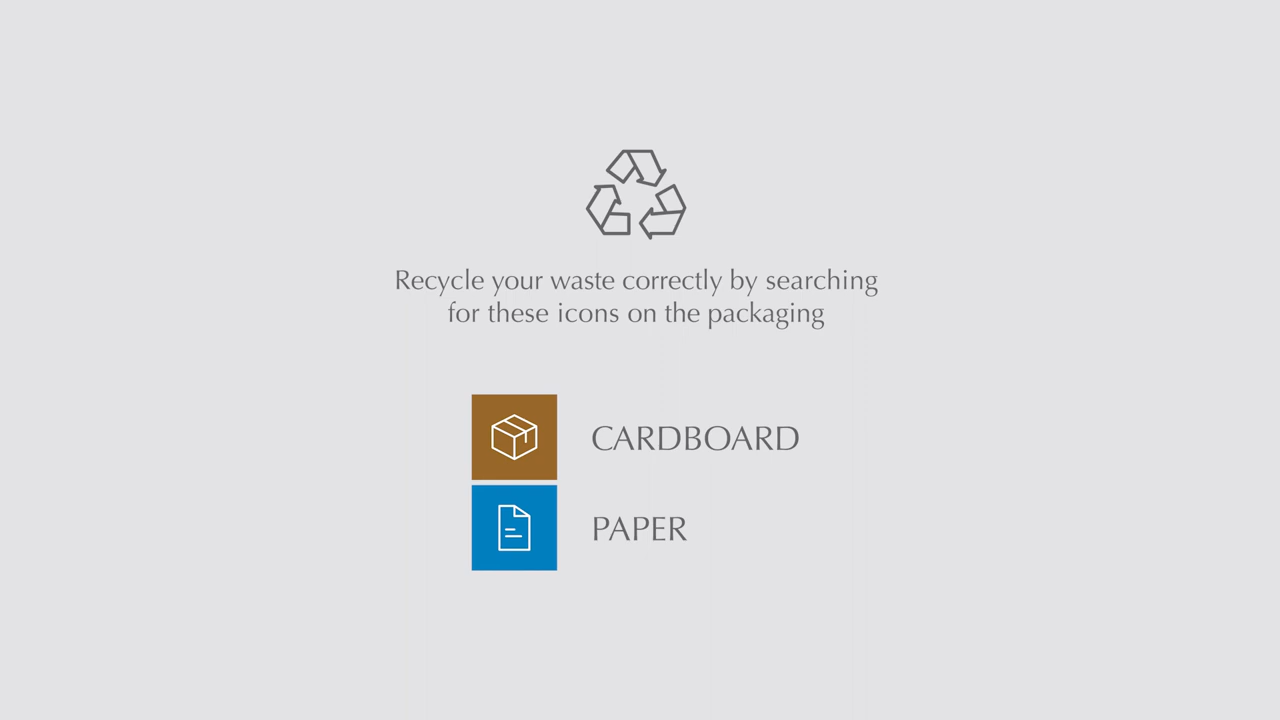 Recycle your waste correctly by searching
for these icons on the packaging
CARDBOARD
PAPER